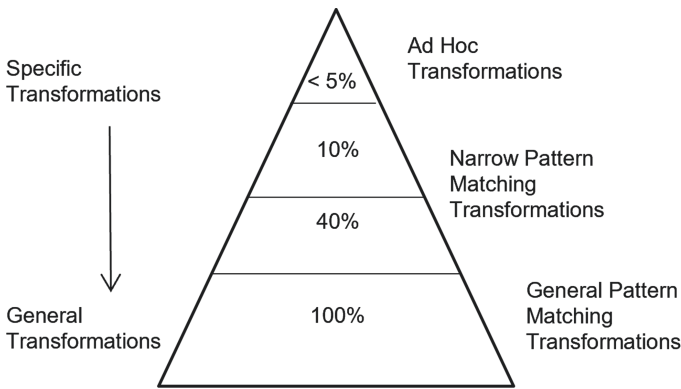 Ad Hoc
Transformations
Specific
Transformations
< 5%
10%
Narrow Pattern
Matching
Transformations
40%
General Pattern
Matching
Transformations
General
Transformations
100%